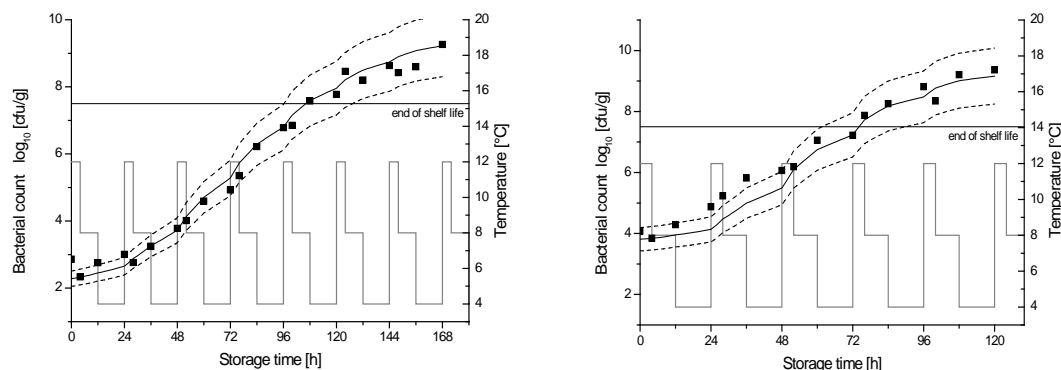 10
8
6
4
2
Bacterial count log10 [cfu/g]
20
18
16
14
12
10
8
6
4
Temperature [°C]
end of shelf life
0 24 48 72 96 120 144 168
Storage time [h]
10
8
6
4
2
Bacterial count log10 [cfu/g]
20
18
16
14
12
10
8
6
4
Temperature [°C]
end of shelf life
0 24 48 72 96 120
Storage time [h]